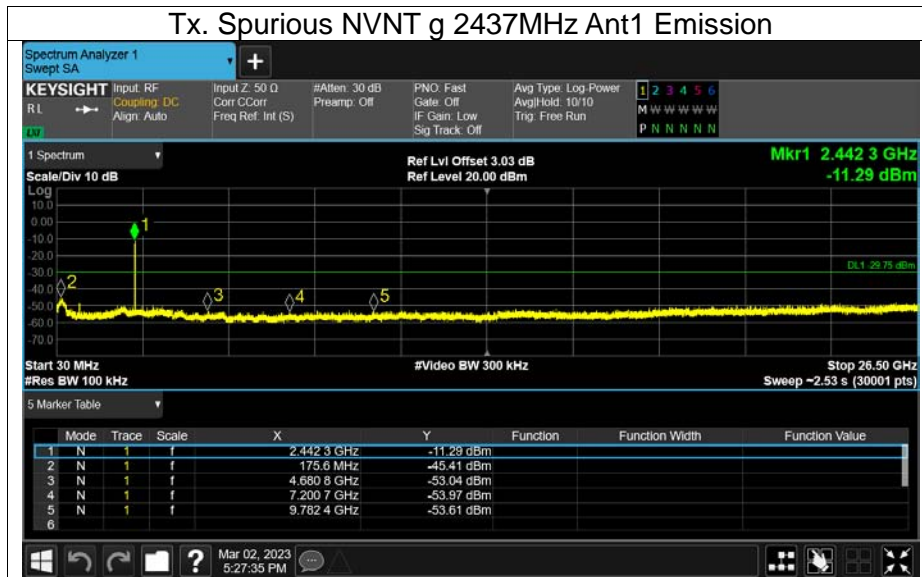 Tx. Spurious NVNT g 2437MHz Ant1 Emission
Spectrum Analyzer 1
Swept SA
+
KEYSIGHT Input: RF Input Z: 50 Ω #Atten: 30 dB PNO: Fast Avg Type: Log-Power 1 2 3 4 5 6
RL Coupling: DC Corr CCorr Preamp: Off Gate: Off Avg|Hold: 10/10 M W W W W W
Align: Auto Freq Ref: Int (S) IF Gain: Low Trig: Free Run
LXI Sig Track: Off P N N N N N
1 Spectrum Ref Lvl Offset 3.03 dB Mkr1 2.442 3 GHz
Scale/Div 10 dB Ref Level 20.00 dBm -11.29 dBm
Log
10.0
0.00
1
-10.0
-20.0
DL1 -29.75 dBm
-30.0
2
-40.0
3 4 5
-50.0
-60.0
-70.0
Start 30 MHz #Video BW 300 kHz Stop 26.50 GHz
#Res BW 100 kHz Sweep ~2.53 s (30001 pts)
5 Marker Table
Mode Trace Scale X Y Function Function Width Function Value
1 N 1 f 2.442 3 GHz -11.29 dBm
2 N 1 f 175.6 MHz -45.41 dBm
3 N 1 f 4.680 8 GHz -53.04 dBm
4 N 1 f 7.200 7 GHz -53.97 dBm
5 N 1 f 9.782 4 GHz -53.61 dBm
6
? Mar 02, 2023
5:27:35 PM